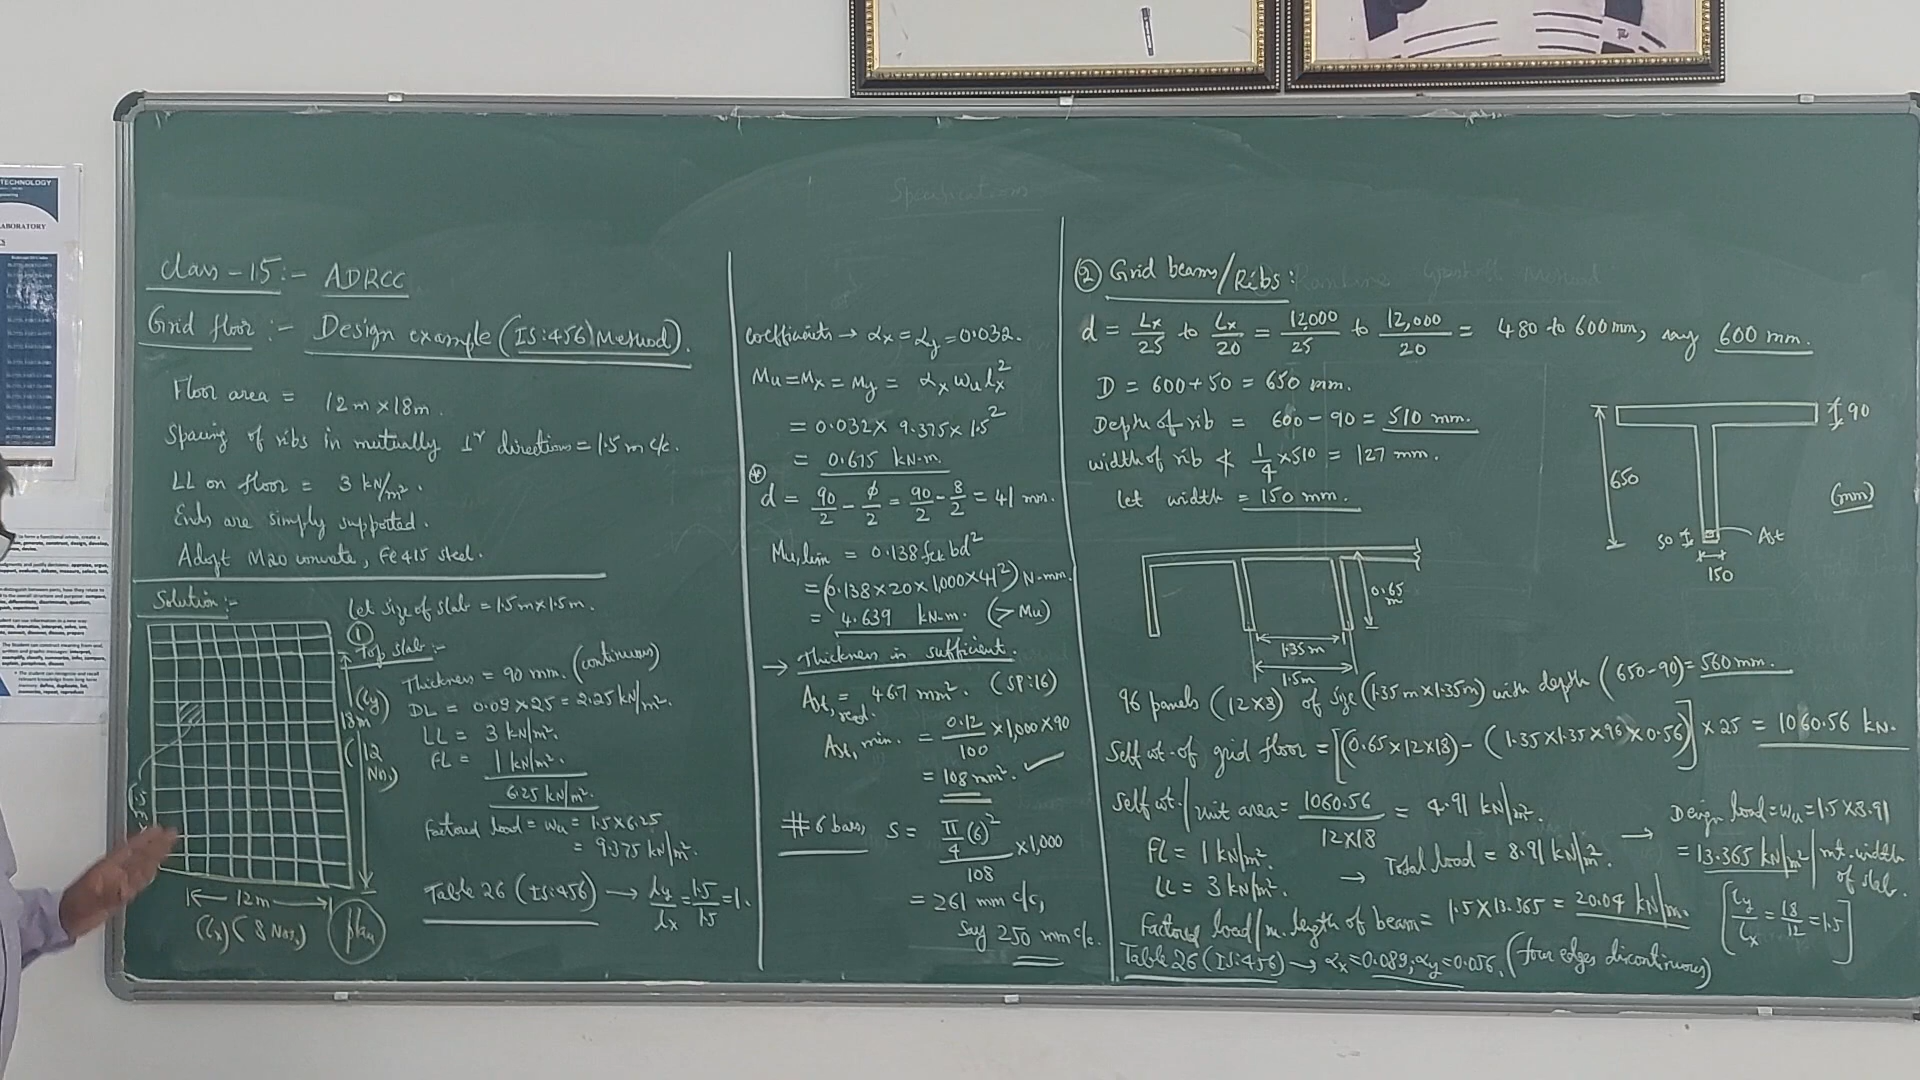 TECHNOLOGY
LABORATORY
Specifications
Class - 15 :- ADRCC
Grid floor :- Design example (IS:456) Method).
Floor area = 12m x 18m.
Spacing of ribs in mutually ⊥r directions = 1.5 m c/c.
LL on floor = 3 kN/m².
Ends are simply supported.
Adopt M20 concrete, Fe 415 steel.
Solution :-
Let size of slab = 1.5m x 1.5m.
① Top slab :-
Thickness = 90 mm. (continuous)
DL = 0.09 x 25 = 2.25 kN/m².
LL = 3 kN/m².
FL = 1 kN/m².
6.25 kN/m².
Factored load = Wu = 1.5 x 6.25
= 9.375 kN/m².
Table 26 (IS:456) → Ly/Lx = 1.5/1.5 = 1.
(Ly)
18m
(12 Nos.)
1.5 m
← 12m →
(Lx) (8 Nos.)
plan
coefficients → αx = αy = 0.032.
Mu = Mx = My = αx Wu lx²
= 0.032 x 9.375 x 1.5²
= 0.675 kN-m.
* d = 90/2 - ϕ/2 = 90/2 - 8/2 = 41 mm.
Mu,lim = 0.138 fck bd²
= (0.138 x 20 x 1,000 x 41²) N-mm.
= 4.639 kN-m. (> Mu)
→ Thickness is sufficient.
Ast, reqd. = 467 mm². (SP:16)
Ast, min. = 0.12/100 x 1,000 x 90
= 108 mm². ✓
# 6 bars, S = π/4 (6)² / 108 x 1,000
= 261 mm c/c,
Say 250 mm c/c.
② Grid beams/Ribs :
d = Lx/25 to Lx/20 = 12000/25 to 12,000/20 = 480 to 600 mm, say 600 mm.
D = 600 + 50 = 650 mm.
Depth of rib = 600 - 90 = 510 mm.
width of rib ≮ 1/4 x 510 = 127 mm.
let width = 150 mm.
90
650
(mm)
50
Ast
150
0.65 m
1.35 m
1.5 m
96 panels (12 x 8) of size (1.35 m x 1.35 m) with depth (650 - 90) = 560 mm.
Self wt. of grid floor = [(0.65 x 12 x 18) - (1.35 x 1.35 x 96 x 0.56)] x 25 = 1060.56 kN.
Self wt./unit area = 1060.56/12 x 18 = 4.91 kN/m².
FL = 1 kN/m².
LL = 3 kN/m².
→ Total load = 8.91 kN/m².
→ Design load = Wu = 1.5 x 8.91
= 13.365 kN/m² / mt. width of slab.
Factored load/m. length of beam = 1.5 x 13.365 = 20.04 kN/m.
[Ly/Lx = 18/12 = 1.5]
Table 26 (IS:456) → αx = 0.089, αy = 0.056. (four edges discontinuous)